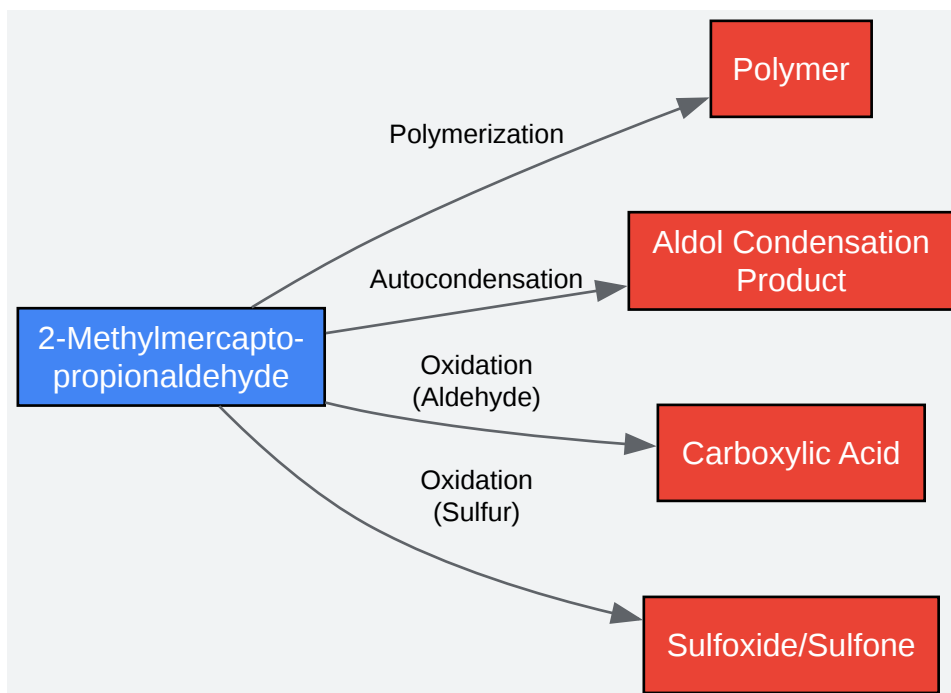 Polymer
Polymerization
Aldol Condensation
Product
Autocondensation
2-Methylmercapto-
propionaldehyde
Oxidation
(Aldehyde)
Carboxylic Acid
Oxidation
(Sulfur)
Sulfoxide/Sulfone